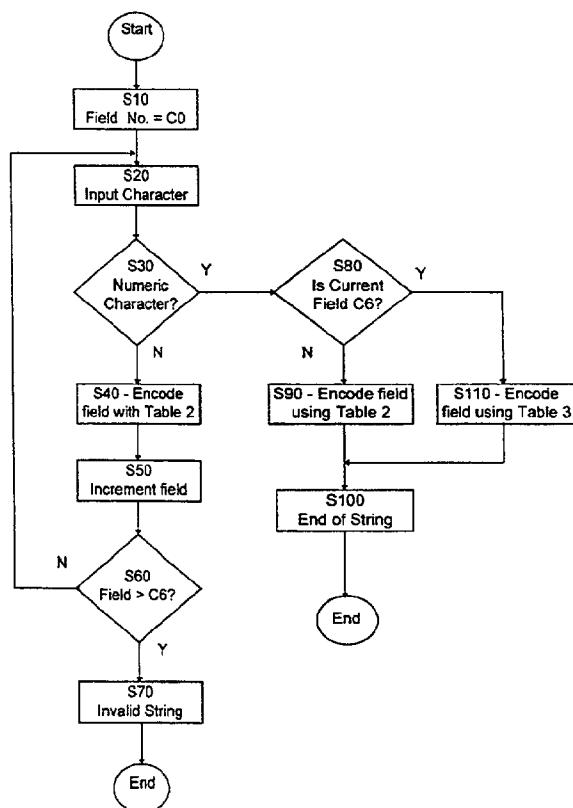 Start
S10
Field No. = C0
S20
Input Character
S30
Numeric
Character?
Y
N
S80
Is Current
Field C6?
Y
N
S40 - Encode
field with Table 2
S90 - Encode field
using Table 2
S110 - Encode
field using Table 3
S50
Increment field
S100
End of String
N
S60
Field > C6?
Y
End
S70
Invalid String
End